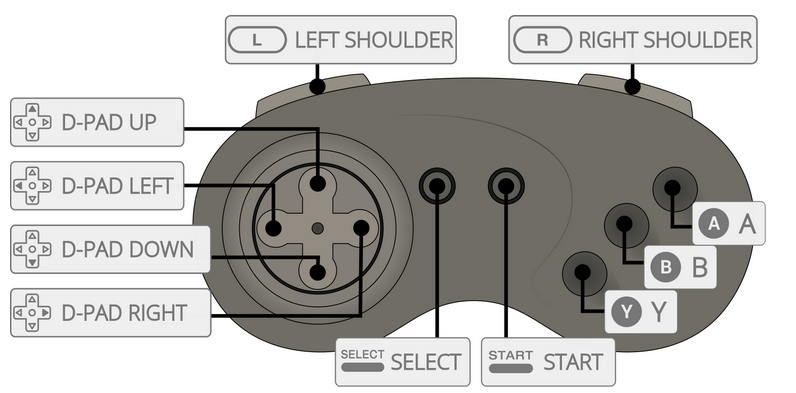 L LEFT SHOULDER
R RIGHT SHOULDER
D-PAD UP
D-PAD LEFT
D-PAD DOWN
D-PAD RIGHT
A A
B B
Y Y
SELECT SELECT
START START